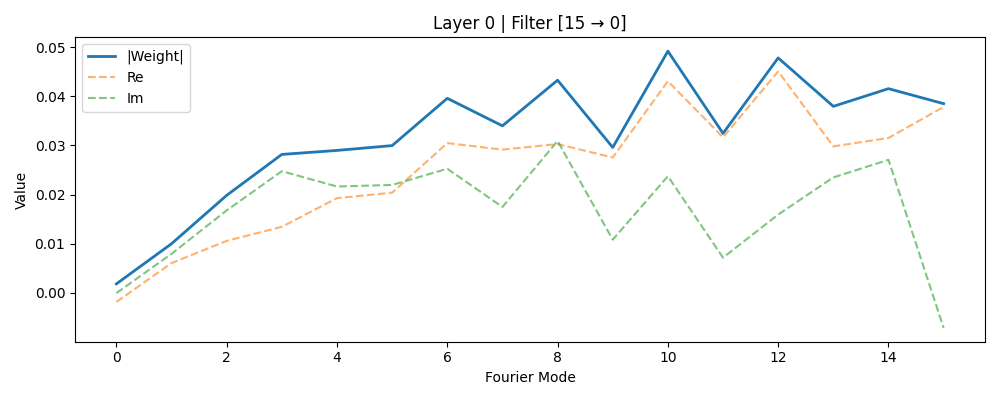 Layer 0 | Filter [15 → 0]
|Weight|
Re
Im
0.05
0.04
0.03
0.02
0.01
0.00
Value
0 2 4 6 8 10 12 14
Fourier Mode